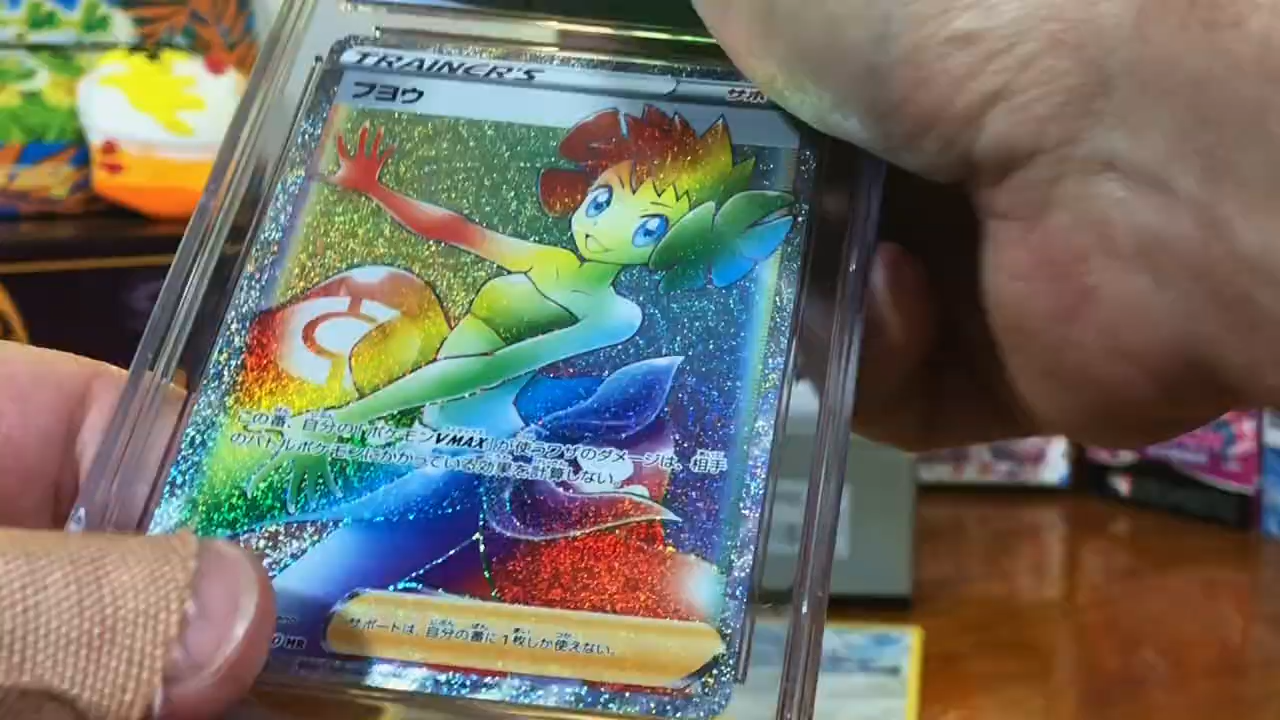 TRAINER'S
フヨウ
サポ
この番、自分の「ポケモンVMAX」が使うワザのダメージは、相手
のバトルポケモンにかかっている効果を計算しない。
サポートは、自分の番に1枚しか使えない。
HR